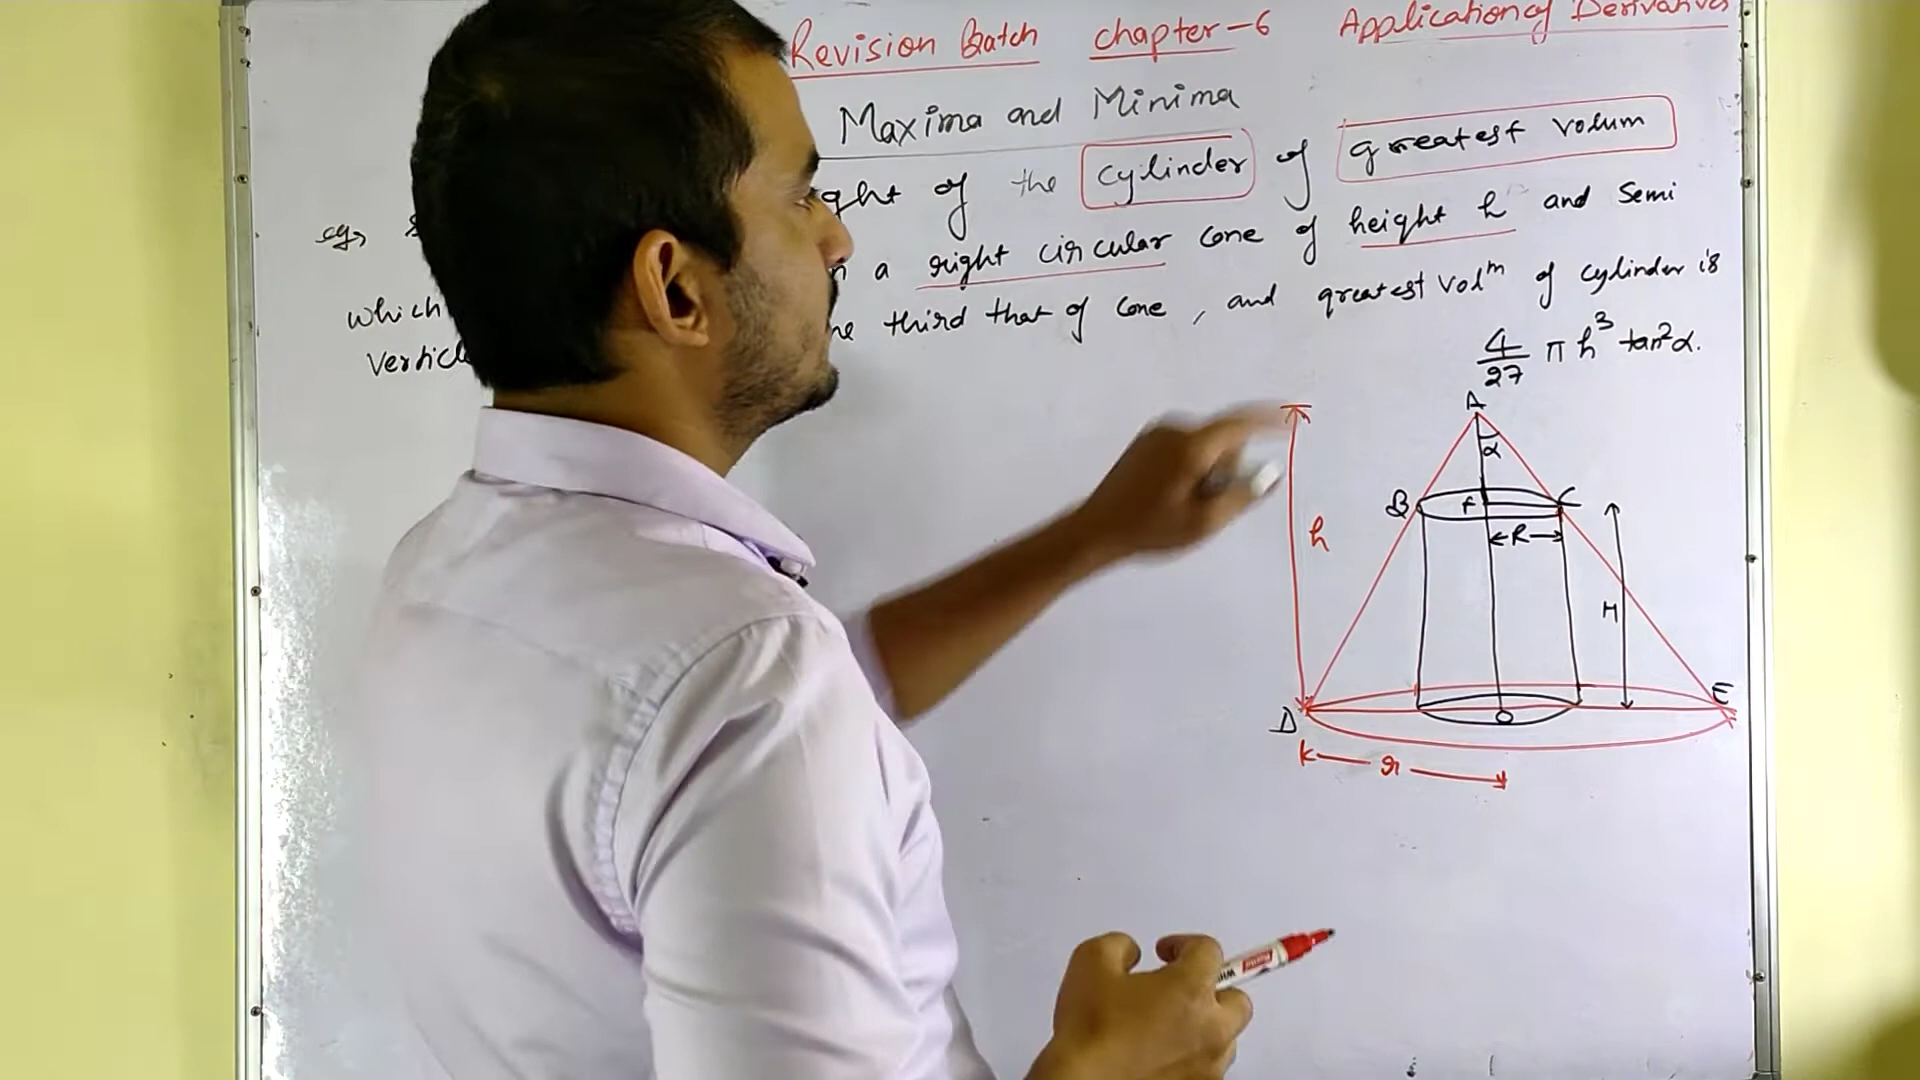 Revision Batch chapter-6 Application of Derivatives
Maxima and Minima
eg, ght of the cylinder of greatest volum
which a right circular cone of height h and semi
vertic third that of cone, and greatest vol^m of cylinder is
4/27 π h³ tan²α.
A
α
B F C
R
h
H
D O E
r